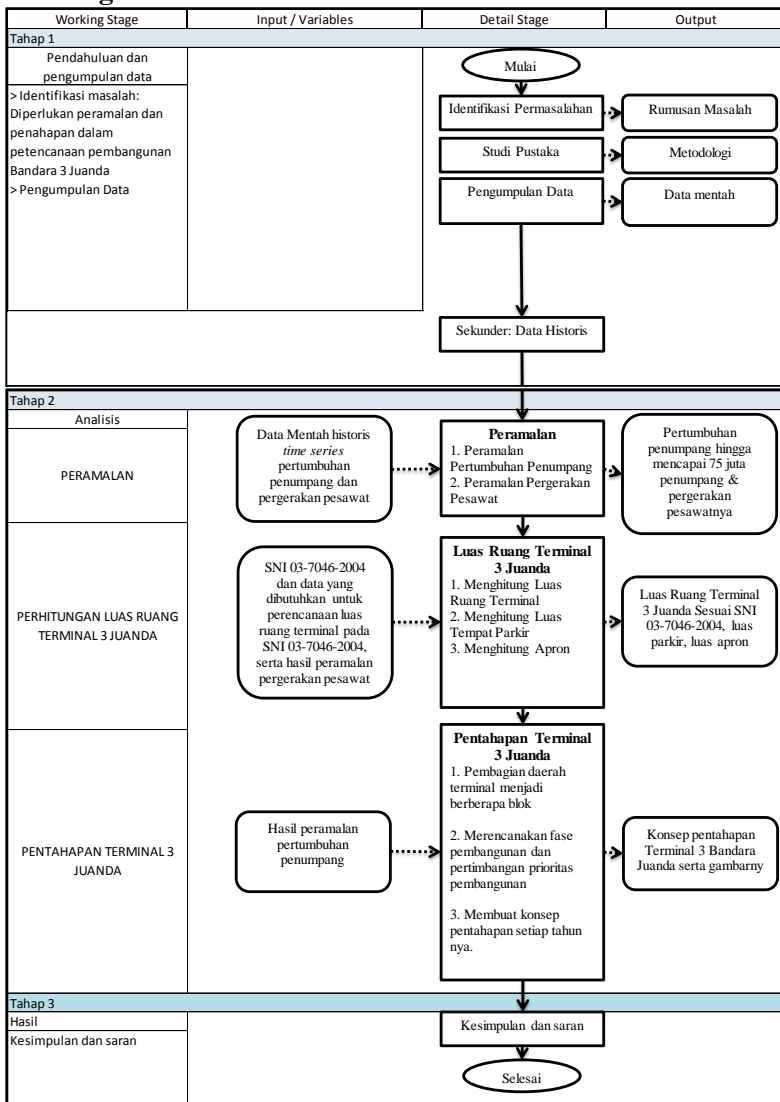 Working Stage
Input / Variables
Detail Stage
Output
Tahap 1
Pendahuluan dan
pengumpulan data
> Identifikasi masalah:
Diperlukan peramalan dan
penahapan dalam
petencanaan pembangunan
Bandara 3 Juanda
> Pengumpulan Data
Mulai
Identifikasi Permasalahan
Rumusan Masalah
Studi Pustaka
Metodologi
Pengumpulan Data
Data mentah
Sekunder: Data Historis
Tahap 2
Analisis
PERAMALAN
Data Mentah historis
time series
pertumbuhan
penumpang dan
pergerakan pesawat
Peramalan
1. Peramalan
Pertumbuhan Penumpang
2. Peramalan Pergerakan
Pesawat
Pertumbuhan
penumpang hingga
mencapai 75 juta
penumpang &
pergerakan
pesawatnya
PERHITUNGAN LUAS RUANG
TERMINAL 3 JUANDA
SNI 03-7046-2004
dan data yang
dibutuhkan untuk
perencanaan luas
ruang terminal pada
SNI 03-7046-2004,
serta hasil peramalan
pergerakan pesawat
Luas Ruang Terminal
3 Juanda
1. Menghitung Luas
Ruang Terminal
2. Menghitung Luas
Tempat Parkir
3. Menghitung Apron
Luas Ruang Terminal
3 Juanda Sesuai SNI
03-7046-2004, luas
parkir, luas apron
PENTAHAPAN TERMINAL 3
JUANDA
Hasil peramalan
pertumbuhan
penumpang
Pentahapan Terminal
3 Juanda
1. Pembagian daerah
terminal menjadi
berberapa blok
2. Merencanakan fase
pembangunan dan
pertimbangan prioritas
pembangunan
3. Membuat konsep
pentahapan setiap tahun
nya.
Konsep pentahapan
Terminal 3 Bandara
Juanda serta gambarny
Tahap 3
Hasil
Kesimpulan dan saran
Kesimpulan dan saran
Selesai